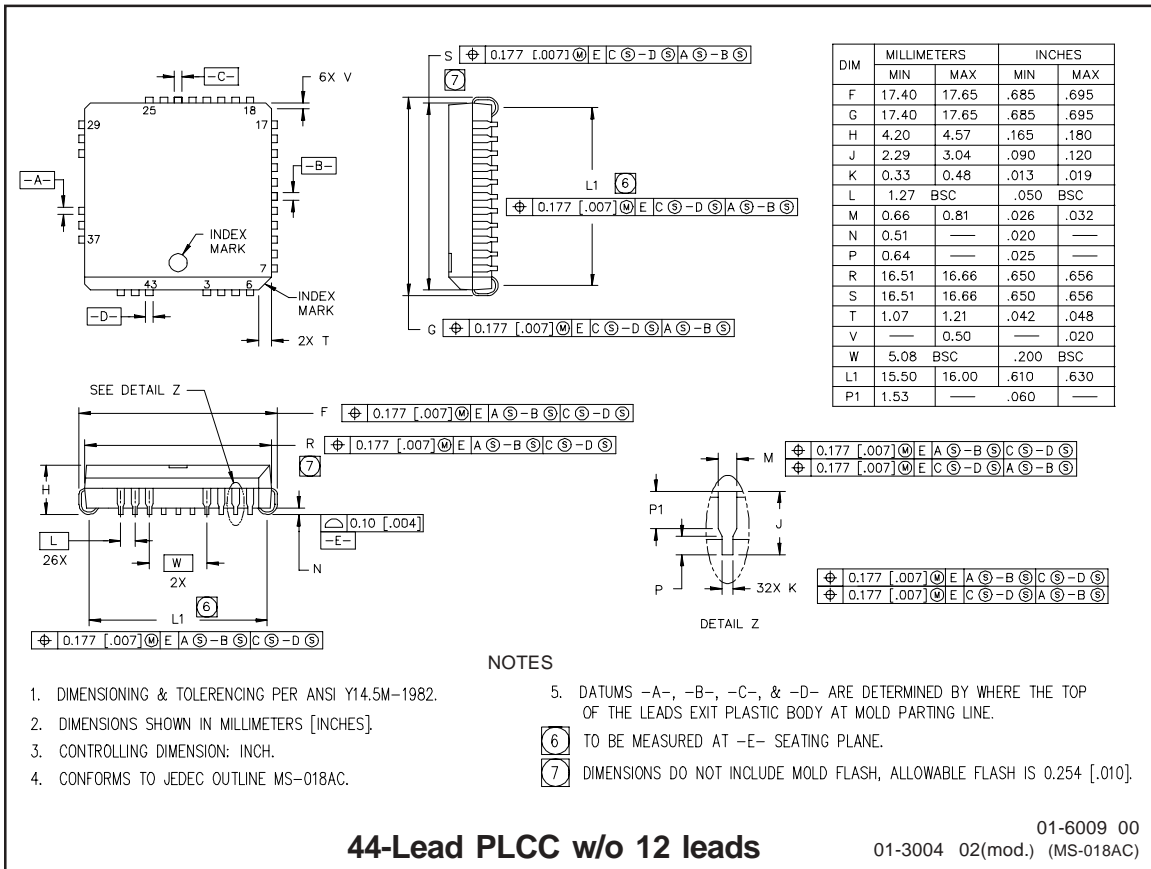 -C-
6X V
25
18
29
17
-A-
-B-
37
INDEX
MARK
7
43
3
6
-D-
INDEX
MARK
2X T
S ⌖ 0.177 [.007]Ⓜ E C Ⓢ-D Ⓢ A Ⓢ-B Ⓢ
7
L1 6
⌖ 0.177 [.007]Ⓜ E C Ⓢ-D Ⓢ A Ⓢ-B Ⓢ
G ⌖ 0.177 [.007]Ⓜ E C Ⓢ-D Ⓢ A Ⓢ-B Ⓢ
DIM MILLIMETERS INCHES
MIN MAX MIN MAX
F 17.40 17.65 .685 .695
G 17.40 17.65 .685 .695
H 4.20 4.57 .165 .180
J 2.29 3.04 .090 .120
K 0.33 0.48 .013 .019
L 1.27 BSC .050 BSC
M 0.66 0.81 .026 .032
N 0.51 — .020 —
P 0.64 — .025 —
R 16.51 16.66 .650 .656
S 16.51 16.66 .650 .656
T 1.07 1.21 .042 .048
V — 0.50 — .020
W 5.08 BSC .200 BSC
L1 15.50 16.00 .610 .630
P1 1.53 — .060 —
SEE DETAIL Z
F ⌖ 0.177 [.007]Ⓜ E A Ⓢ-B Ⓢ C Ⓢ-D Ⓢ
R ⌖ 0.177 [.007]Ⓜ E A Ⓢ-B Ⓢ C Ⓢ-D Ⓢ
7
H
⌓ 0.10 [.004]
-E-
L
26X
W
2X
N
6
L1
⌖ 0.177 [.007]Ⓜ E A Ⓢ-B Ⓢ C Ⓢ-D Ⓢ
M ⌖ 0.177 [.007]Ⓜ E A Ⓢ-B Ⓢ C Ⓢ-D Ⓢ
⌖ 0.177 [.007]Ⓜ E C Ⓢ-D Ⓢ A Ⓢ-B Ⓢ
P1
J
P
32X K
⌖ 0.177 [.007]Ⓜ E A Ⓢ-B Ⓢ C Ⓢ-D Ⓢ
⌖ 0.177 [.007]Ⓜ E C Ⓢ-D Ⓢ A Ⓢ-B Ⓢ
DETAIL Z
NOTES
1. DIMENSIONING & TOLERENCING PER ANSI Y14.5M-1982.
2. DIMENSIONS SHOWN IN MILLIMETERS [INCHES].
3. CONTROLLING DIMENSION: INCH.
4. CONFORMS TO JEDEC OUTLINE MS-018AC.
5. DATUMS -A-, -B-, -C-, & -D- ARE DETERMINED BY WHERE THE TOP
OF THE LEADS EXIT PLASTIC BODY AT MOLD PARTING LINE.
6 TO BE MEASURED AT -E- SEATING PLANE.
7 DIMENSIONS DO NOT INCLUDE MOLD FLASH, ALLOWABLE FLASH IS 0.254 [.010].
44-Lead PLCC w/o 12 leads
01-6009 00
01-3004 02(mod.) (MS-018AC)